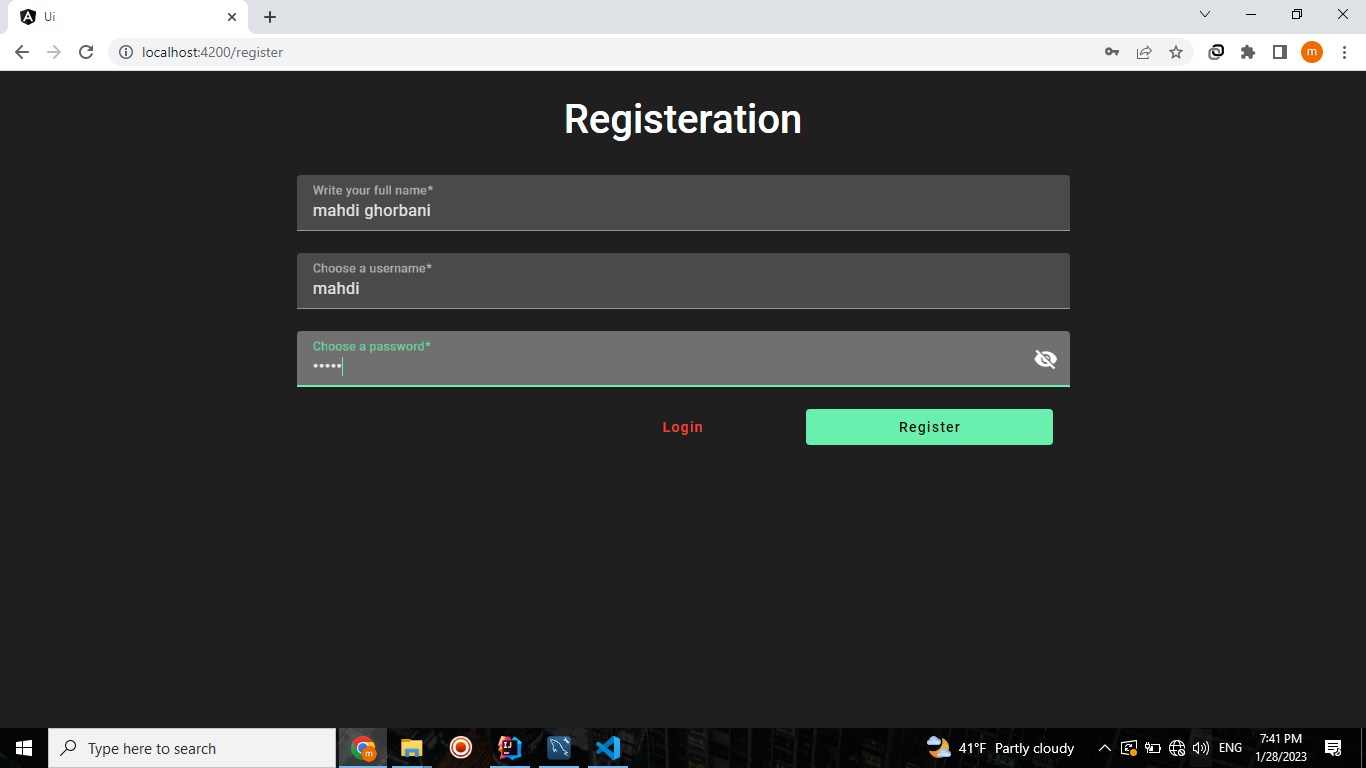 Ui
localhost:4200/register
m
Registeration
Write your full name*
mahdi ghorbani
Choose a username*
mahdi
Choose a password*
•••••
Login
Register
Type here to search
m
IJ
41°F Partly cloudy
ENG
7:41 PM
1/28/2023